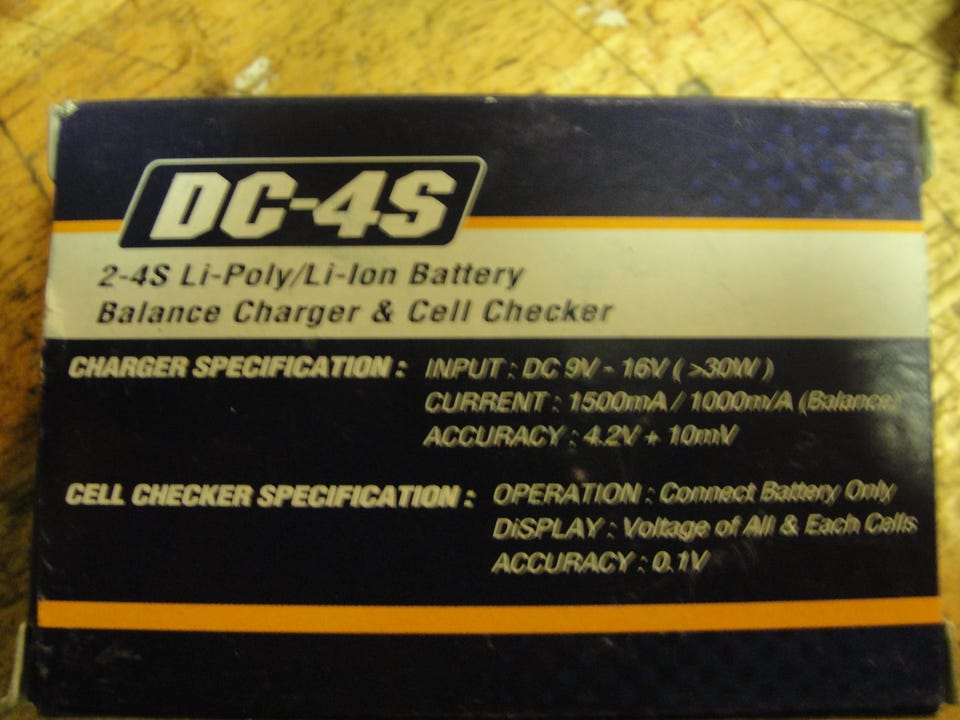 DC-4S
2-4S Li-Poly/Li-Ion Battery
Balance Charger & Cell Checker
CHARGER SPECIFICATION : INPUT : DC 9V - 16V ( >30W )
CURRENT : 1500mA / 1000m/A (Balance)
ACCURACY : 4.2V + 10mV
CELL CHECKER SPECIFICATION : OPERATION : Connect Battery Only
DiSPLAY : Voltage of All & Each Cells
ACCURACY : 0.1V